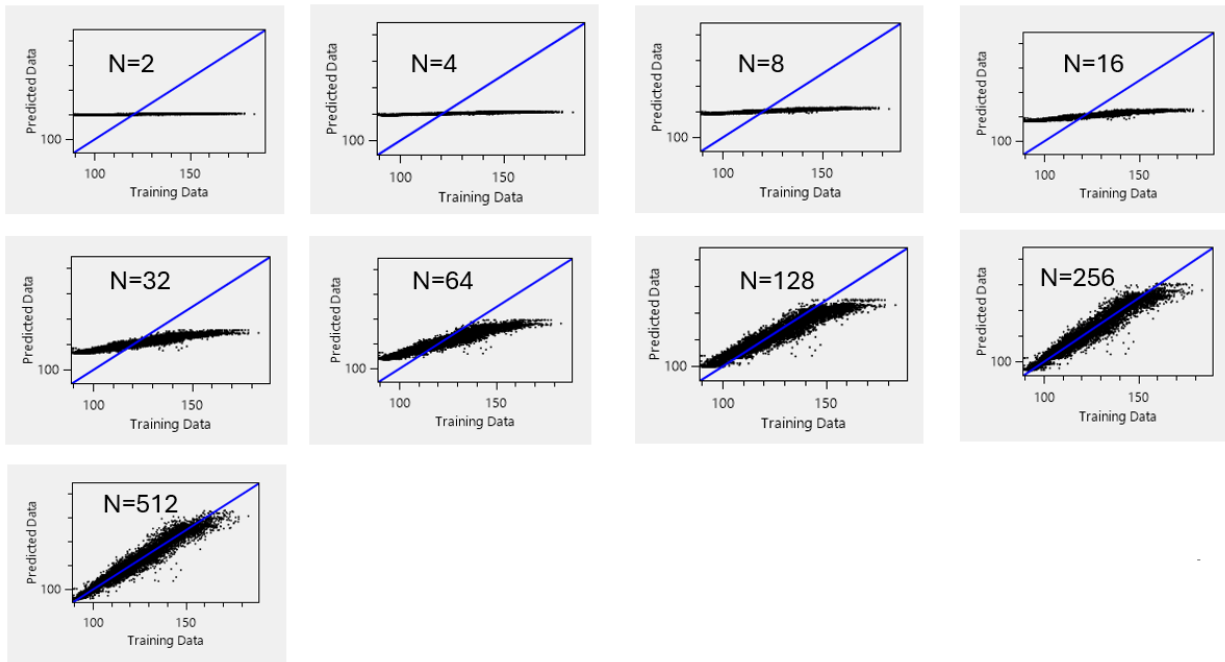 N=2
Predicted Data
100
100 150
Training Data
N=4
Predicted Data
100
100 150
Training Data
N=8
Predicted Data
100
100 150
Training Data
N=16
Predicted Data
100
100 150
Training Data
N=32
Predicted Data
100
100 150
Training Data
N=64
Predicted Data
100
100 150
Training Data
N=128
Predicted Data
100
100 150
Training Data
N=256
Predicted Data
100
100 150
Training Data
N=512
Predicted Data
100
100 150
Training Data